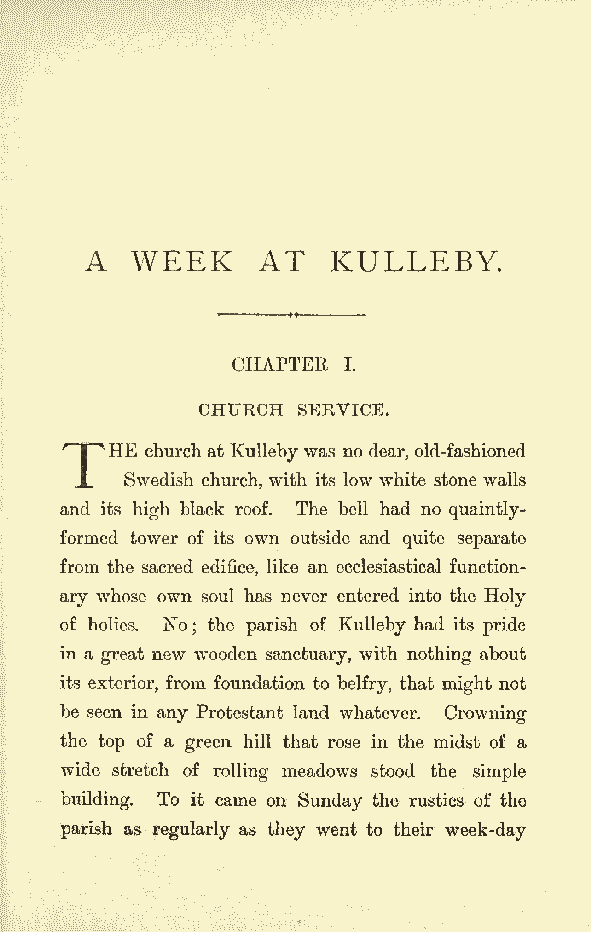 A WEEK AT KULLEBY.
CHAPTER I.
CHURCH SERVICE.
THE church at Kulleby was no dear, old-fashioned
Swedish church, with its low white stone walls
and its high black roof. The bell had no quaintly-
formed tower of its own outside and quite separate
from the sacred edifice, like an ecclesiastical function-
ary whose own soul has never entered into the Holy
of holies. No; the parish of Kulleby had its pride
in a great new wooden sanctuary, with nothing about
its exterior, from foundation to belfry, that might not
be seen in any Protestant land whatever. Crowning
the top of a green hill that rose in the midst of a
wide stretch of rolling meadows stood the simple
building. To it came on Sunday the rustics of the
parish as regularly as they went to their week-day